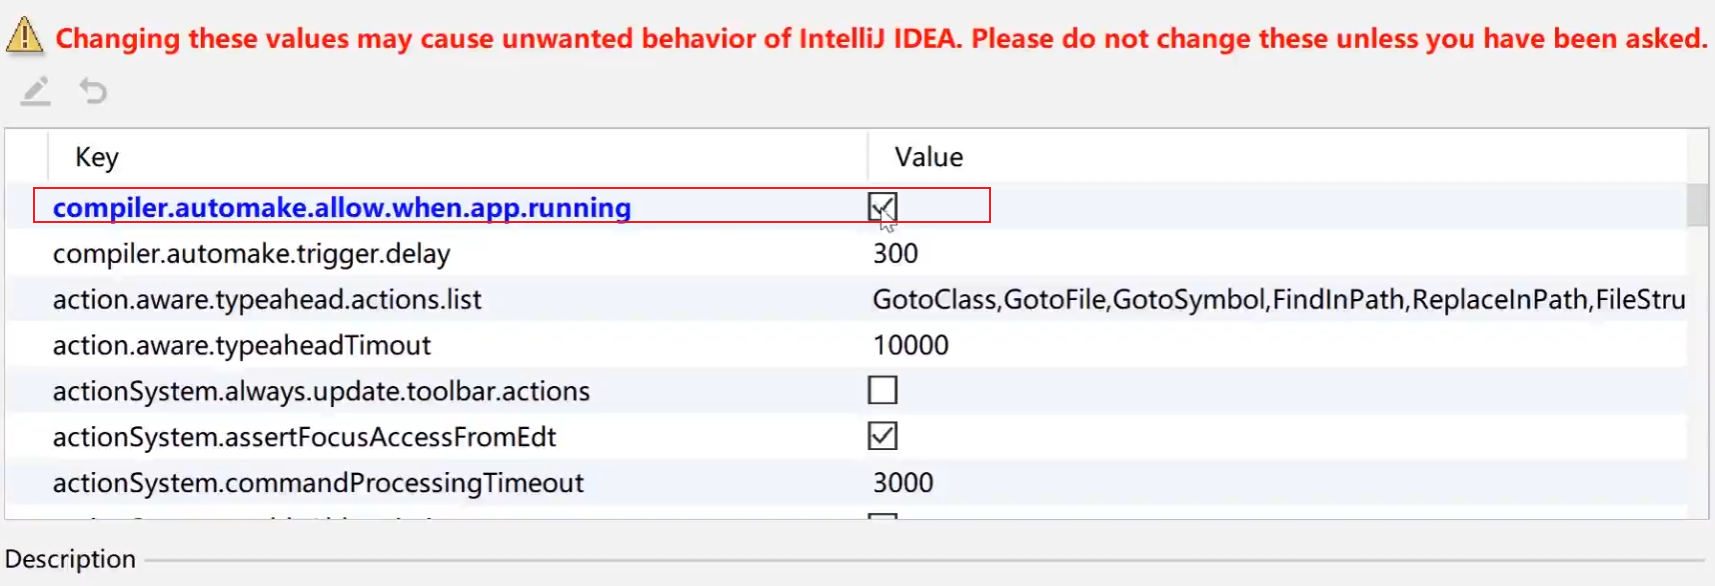 Changing these values may cause unwanted behavior of IntelliJ IDEA. Please do not change these unless you have been asked.
Key Value
compiler.automake.allow.when.app.running
compiler.automake.trigger.delay 300
action.aware.typeahead.actions.list GotoClass,GotoFile,GotoSymbol,FindInPath,ReplaceInPath,FileStru
action.aware.typeaheadTimout 10000
actionSystem.always.update.toolbar.actions
actionSystem.assertFocusAccessFromEdt
actionSystem.commandProcessingTimeout 3000
Description